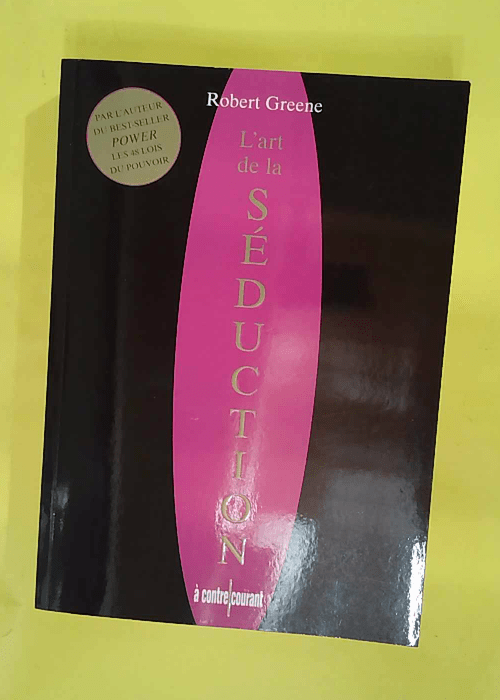 Robert Greene
PAR L'AUTEUR
DU BEST-SELLER
POWER
LES 48 LOIS
DU POUVOIR
L'art
de la
SÉDUCTION
à contre courant